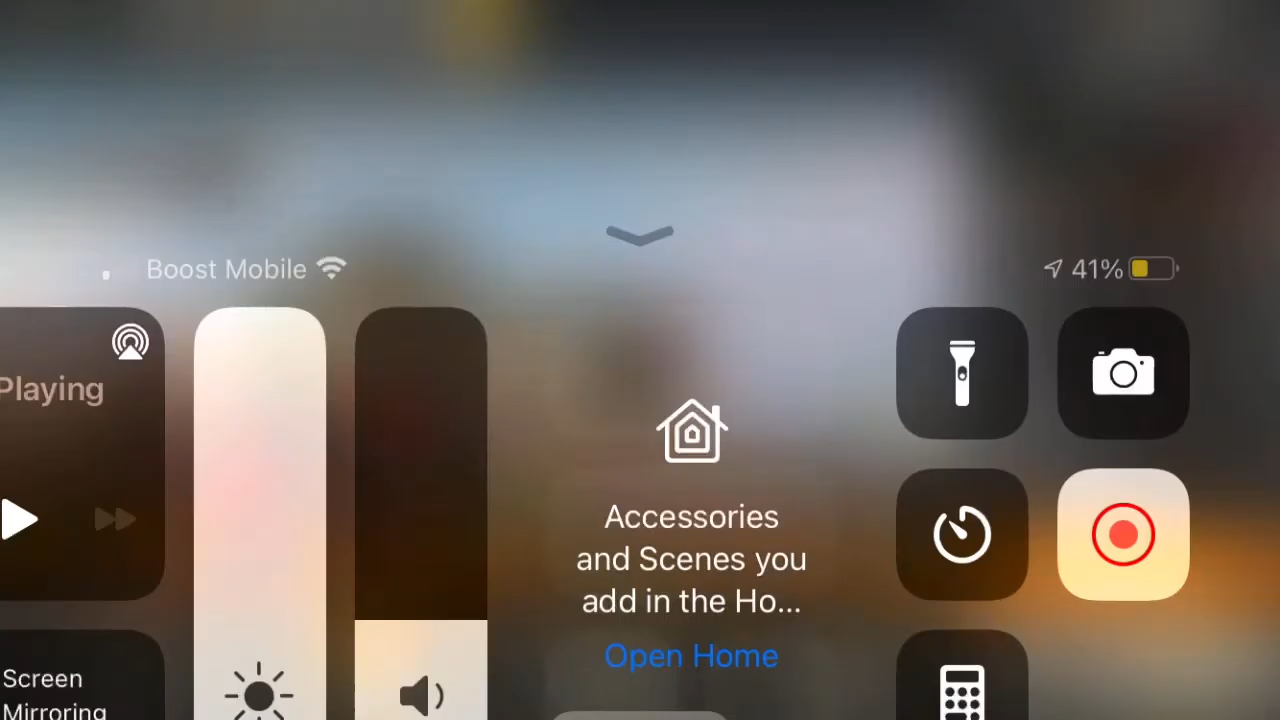 Boost Mobile
41%
Playing
Accessories
and Scenes you
add in the Ho...
Open Home
Screen
Mirroring